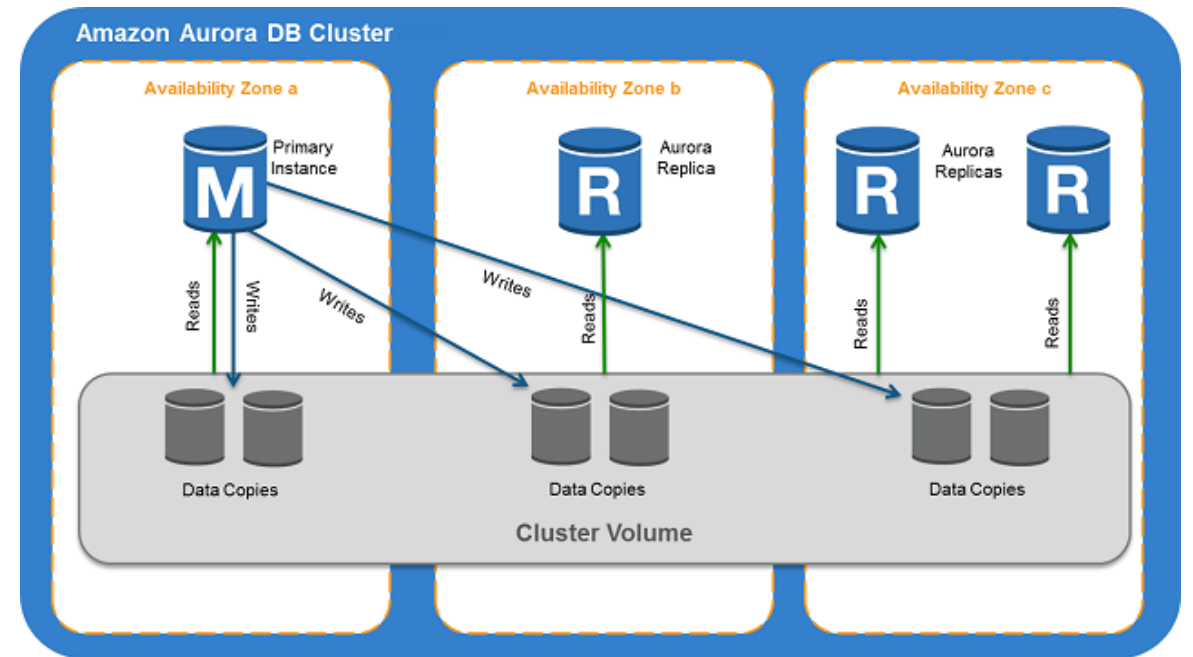 Amazon Aurora DB Cluster
Availability Zone a
Availability Zone b
Availability Zone c
M
Primary
Instance
R
Aurora
Replica
R
Aurora
Replicas
R
Reads
Writes
Writes
Writes
Reads
Reads
Reads
Data Copies
Data Copies
Data Copies
Cluster Volume